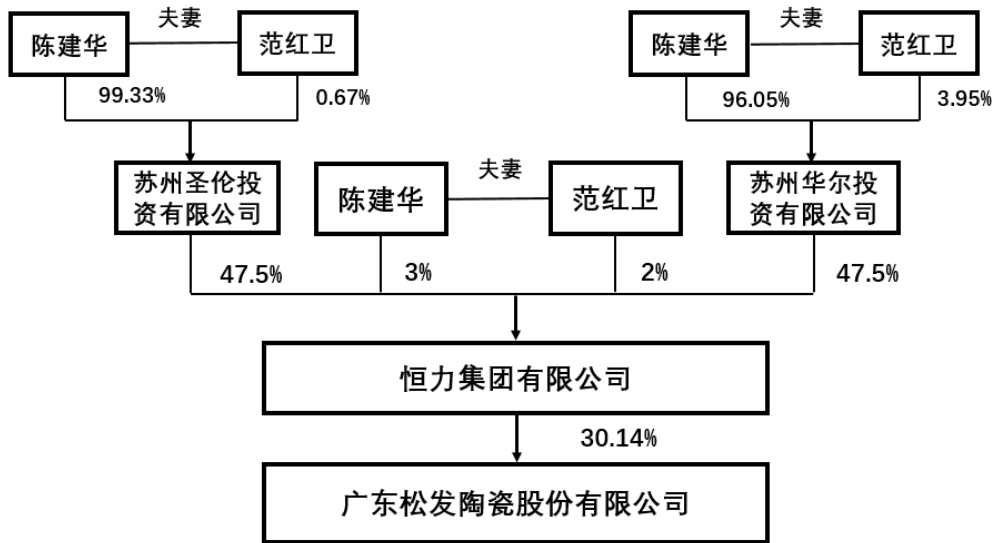 夫妻
夫妻
陈建华
范红卫
陈建华
范红卫
99.33%
0.67%
96.05%
3.95%
苏州圣伦投
资有限公司
陈建华
夫妻
范红卫
苏州华尔投
资有限公司
47.5%
3%
2%
47.5%
恒力集团有限公司
30.14%
广东松发陶瓷股份有限公司